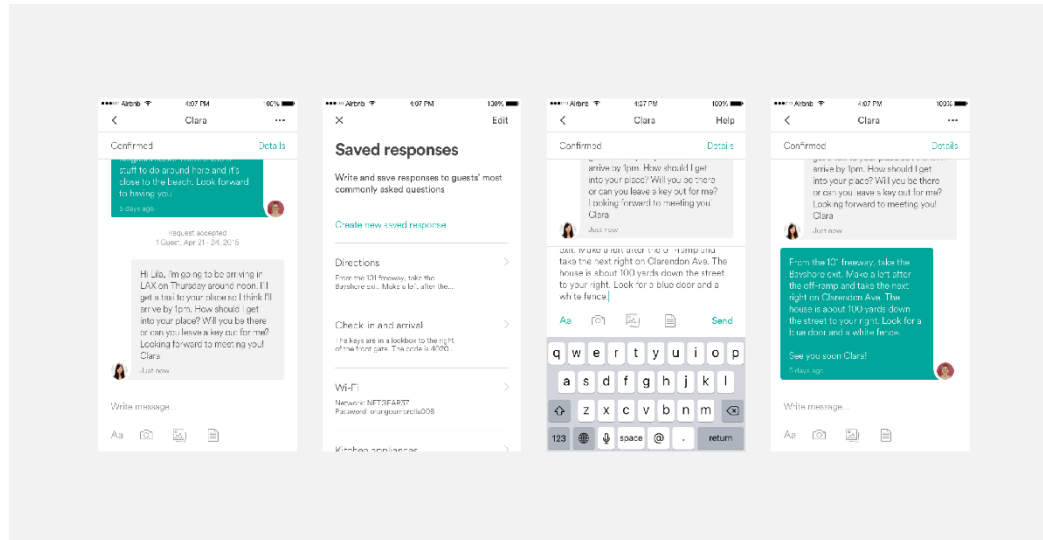 Airbnb 4:07 PM 100%
Clara
Confirmed Details
stuff to do around here and it's
close to the beach. Look forward
to having you.
5 days ago
Request accepted
1 Guest, Apr 21 - 24, 2015
Hi Lila, I'm going to be arriving in
LAX on Thursday around noon. I'll
get a taxi to your place so I think I'll
arrive by 1pm. How should I get
into your place? Will you be there
or can you leave a key out for me?
Looking forward to meeting you!
Clara
Just now
Write message...
Aa
Airbnb 4:07 PM 100%
Edit
Saved responses
Write and save responses to guests' most
commonly asked questions
Create new saved response
Directions
From the 101 freeway, take the
Bayshore exit. Make a left after the...
Check in and arrival
The keys are in a lockbox to the right
of the front gate. The code is 4020...
Wi-Fi
Network: NETGEAR37
Password: orangeumbrella098
Kitchen appliances
Airbnb 4:07 PM 100%
Clara Help
Confirmed Details
arrive by 1pm. How should I get
into your place? Will you be there
or can you leave a key out for me?
Looking forward to meeting you!
Clara
Just now
exit. Make a left after the off-ramp and
take the next right on Clarendon Ave. The
house is about 100 yards down the street
to your right. Look for a blue door and a
white fence.
Aa Send
q w e r t y u i o p
a s d f g h j k l
z x c v b n m
123 space @ . return
Airbnb 4:07 PM 100%
Clara
Confirmed Details
arrive by 1pm. How should I get
into your place? Will you be there
or can you leave a key out for me?
Looking forward to meeting you!
Clara
Just now
From the 101 freeway, take the
Bayshore exit. Make a left after
the off-ramp and take the next
right on Clarendon Ave. The
house is about 100 yards down
the street to your right. Look for a
blue door and a white fence.
See you soon Clara!
5 days ago
Write message...
Aa